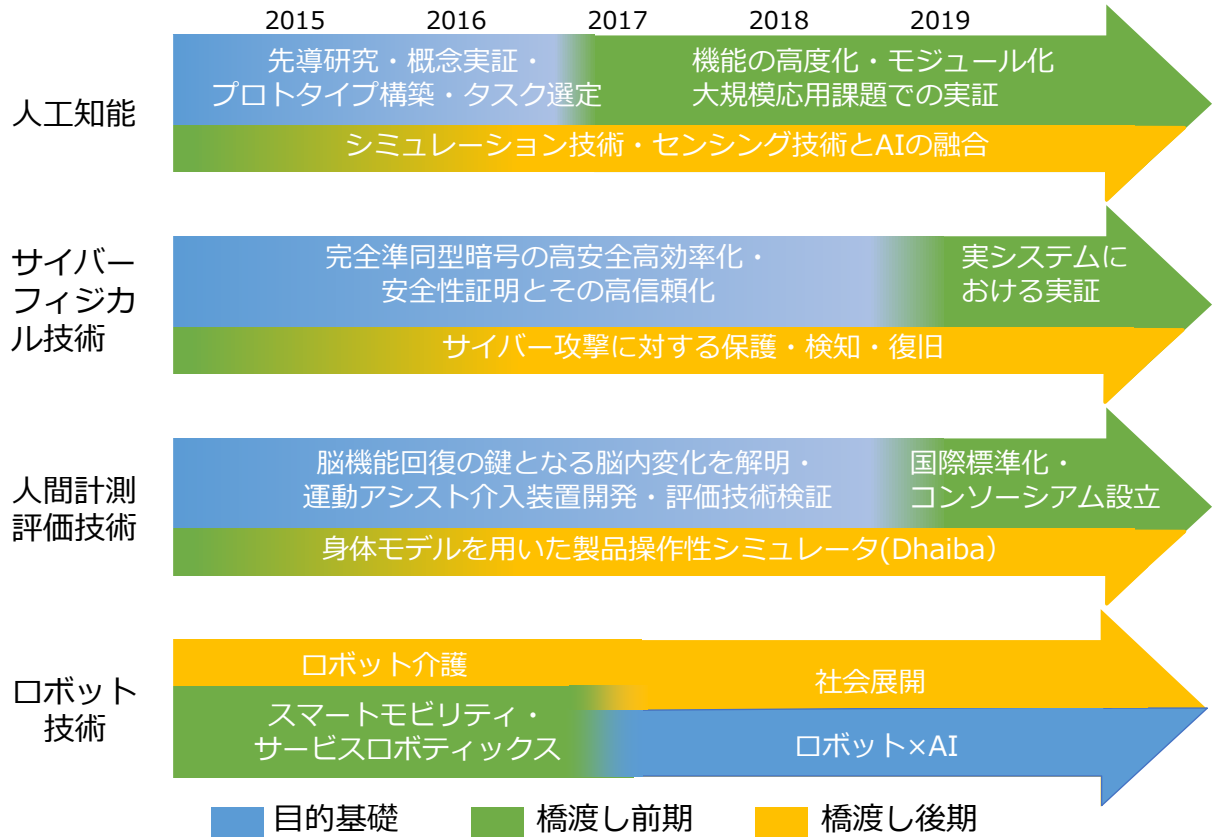 2015 2016 2017 2018 2019
人工知能
先導研究・概念実証・
プロトタイプ構築・タスク選定
機能の高度化・モジュール化
大規模応用課題での実証
シミュレーション技術・センシング技術とAIの融合
サイバー
フィジカ
ル技術
完全準同型暗号の高安全高効率化・
安全性証明とその高信頼化
実システムに
おける実証
サイバー攻撃に対する保護・検知・復旧
人間計測
評価技術
脳機能回復の鍵となる脳内変化を解明・
運動アシスト介入装置開発・評価技術検証
国際標準化・
コンソーシアム設立
身体モデルを用いた製品操作性シミュレータ(Dhaiba）
ロボット
技術
ロボット介護
スマートモビリティ・
サービスロボティックス
社会展開
ロボット×AI
目的基礎 橋渡し前期 橋渡し後期